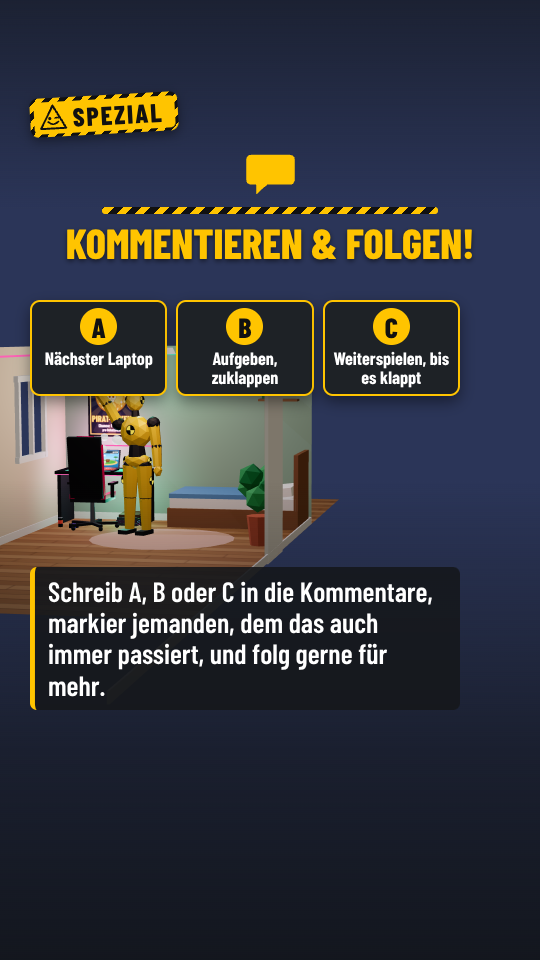 SPEZIAL
KOMMENTIEREN & FOLGEN!
A
Nächster Laptop
B
Aufgeben,
zuklappen
C
Weiterspielen, bis
es klappt
Schreib A, B oder C in die Kommentare,
markier jemanden, dem das auch
immer passiert, und folg gerne für
mehr.